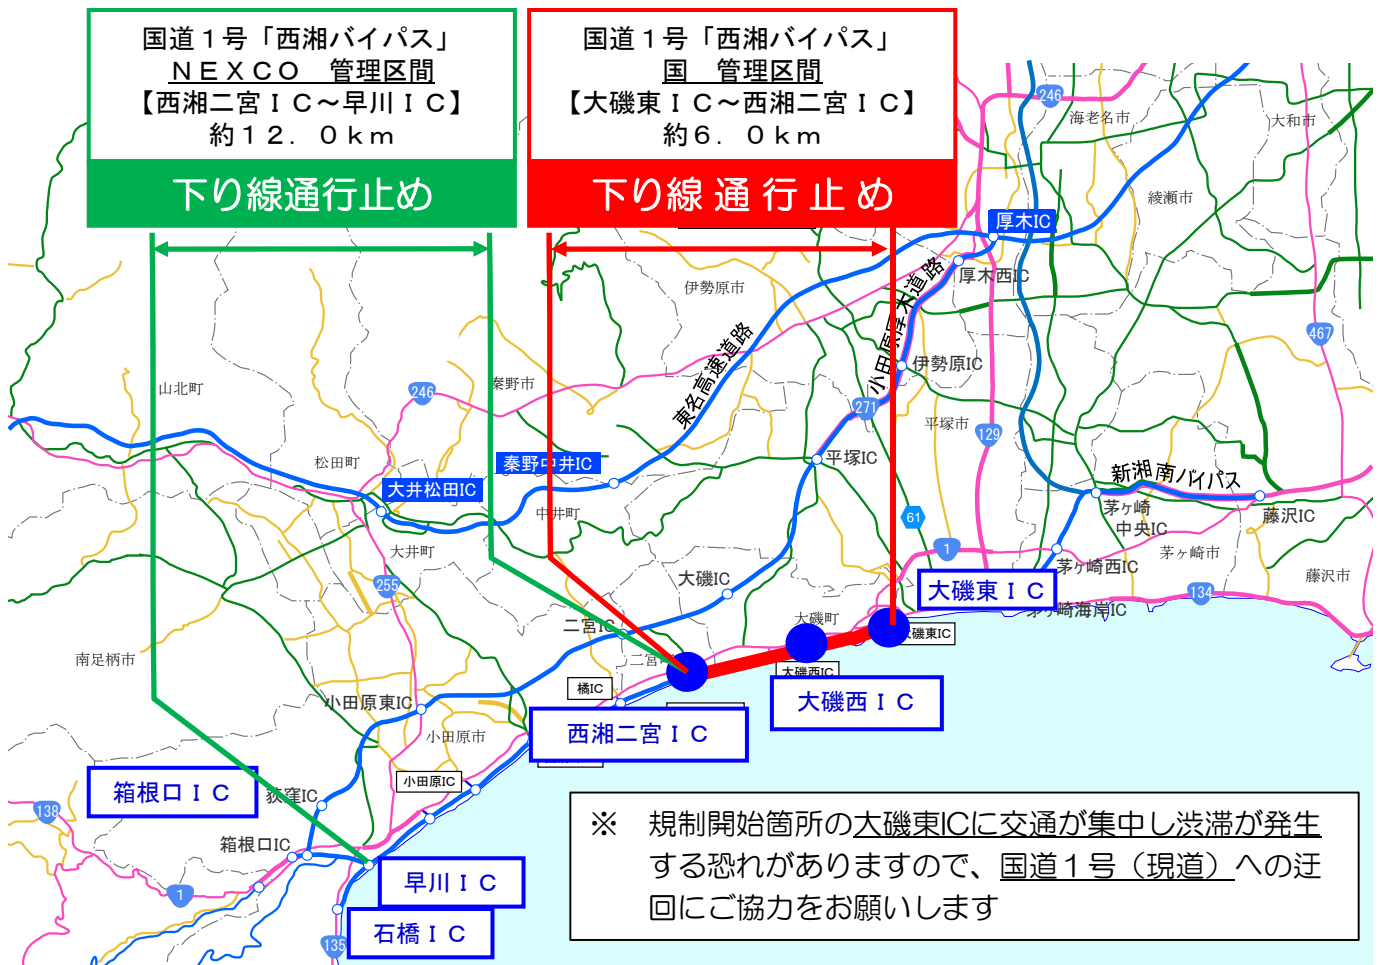 国道１号「西湘バイパス」
ＮＥＸＣＯ　管理区間
【西湘二宮ＩＣ～早川ＩＣ】
約１２．０ｋｍ
下り線通行止め
国道１号「西湘バイパス」
国　管理区間
【大磯東ＩＣ～西湘二宮ＩＣ】
約６．０ｋｍ
下り線通行止め
246
海老名市
大和市
綾瀬市
厚木IC
厚木西IC
伊勢原市
小田原厚木道路
東名高速道路
467
伊勢原IC
山北町
秦野市
246
271
平塚市
129
松田町
秦野中井IC
平塚IC
新湘南バイパス
大井松田IC
茅ヶ崎
中央IC
藤沢IC
中井町
61
大井町
1
茅ヶ崎西IC
茅ヶ崎市
藤沢市
大磯IC
大磯東ＩＣ
255
134
茅ヶ崎海岸IC
大磯町
二宮IC
大磯東IC
南足柄市
二宮町
大磯西IC
橘IC
大磯西ＩＣ
小田原東IC
西湘二宮ＩＣ
小田原市
小田原IC
箱根口ＩＣ
荻窪IC
138
箱根口IC
早川ＩＣ
1
石橋ＩＣ
135
※　規制開始箇所の大磯東ICに交通が集中し渋滞が発生
する恐れがありますので、国道１号（現道）への迂
回にご協力をお願いします